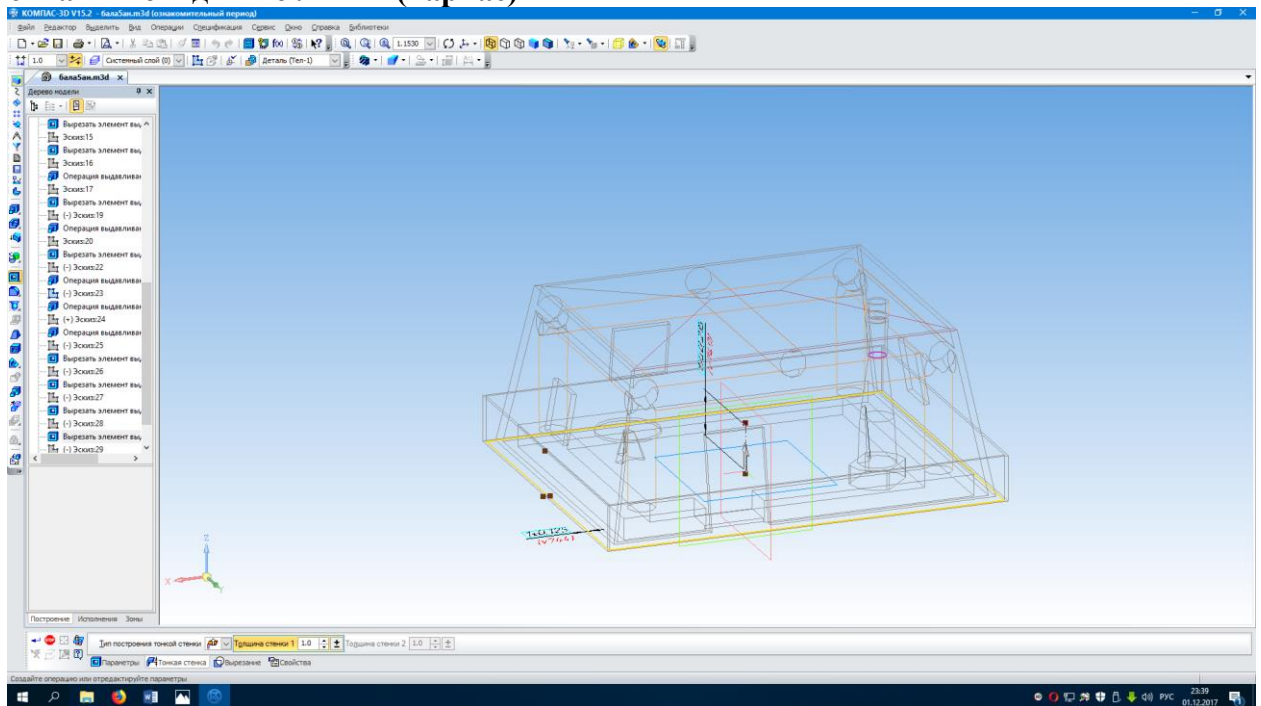 КОМПАС-3D V15.2 - бала5ан.m3d (ознакомительный период)
Файл Редактор Выделить Вид Операции Спецификация Сервис Окно Справка Библиотеки
1.1530
1.0 Системный слой (0) Деталь (Тел-1)
бала5ан.m3d
Дерево модели
Вырезать элемент выд
Эскиз:15
Вырезать элемент выд
Эскиз:16
Операция выдавливан
Эскиз:17
Вырезать элемент выд
(-) Эскиз:19
Операция выдавливан
Эскиз:20
Вырезать элемент выд
(-) Эскиз:22
Операция выдавливан
(-) Эскиз:23
Операция выдавливан
(+) Эскиз:24
Операция выдавливан
(-) Эскиз:25
Вырезать элемент выд
(-) Эскиз:26
Вырезать элемент выд
(-) Эскиз:27
Вырезать элемент выд
(-) Эскиз:28
Вырезать элемент выд
(-) Эскиз:29
Z
X
Y
Построение Исполнения Зоны
Тип построения тонкой стенки Толщина стенки 1 1.0 Толщина стенки 2 1.0
Параметры Тонкая стенка Вырезание Свойства
Создайте операцию или отредактируйте параметры
РУС 23:39
01.12.2017